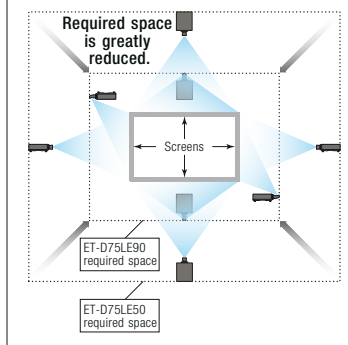 Required space
is greatly
reduced.
Screens
ET-D75LE90
required space
ET-D75LE50
required space